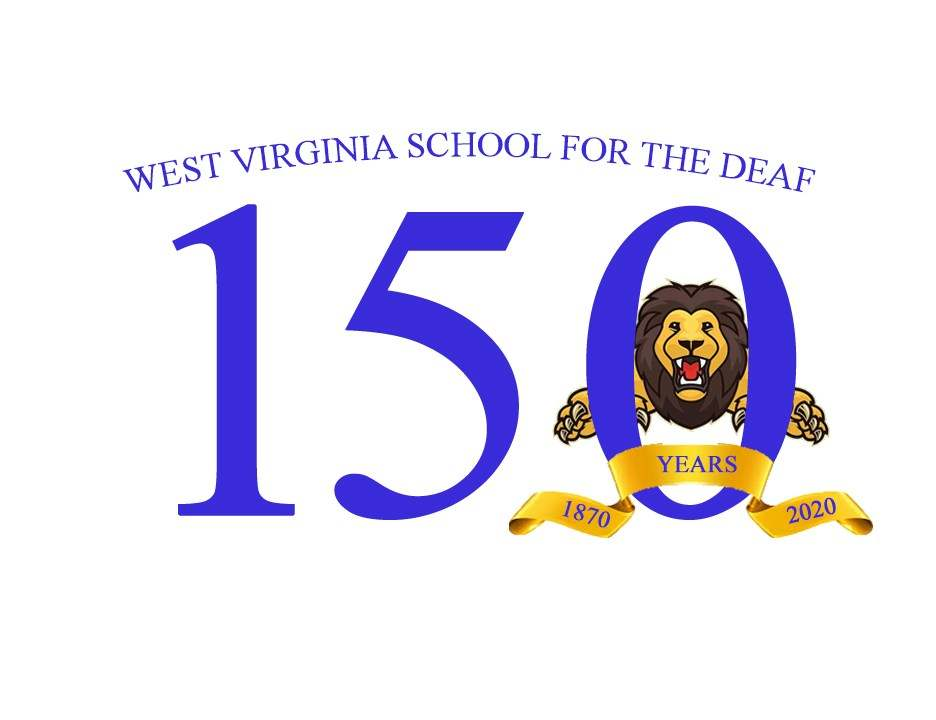 WEST VIRGINIA SCHOOL FOR THE DEAF
150
YEARS
1870
2020